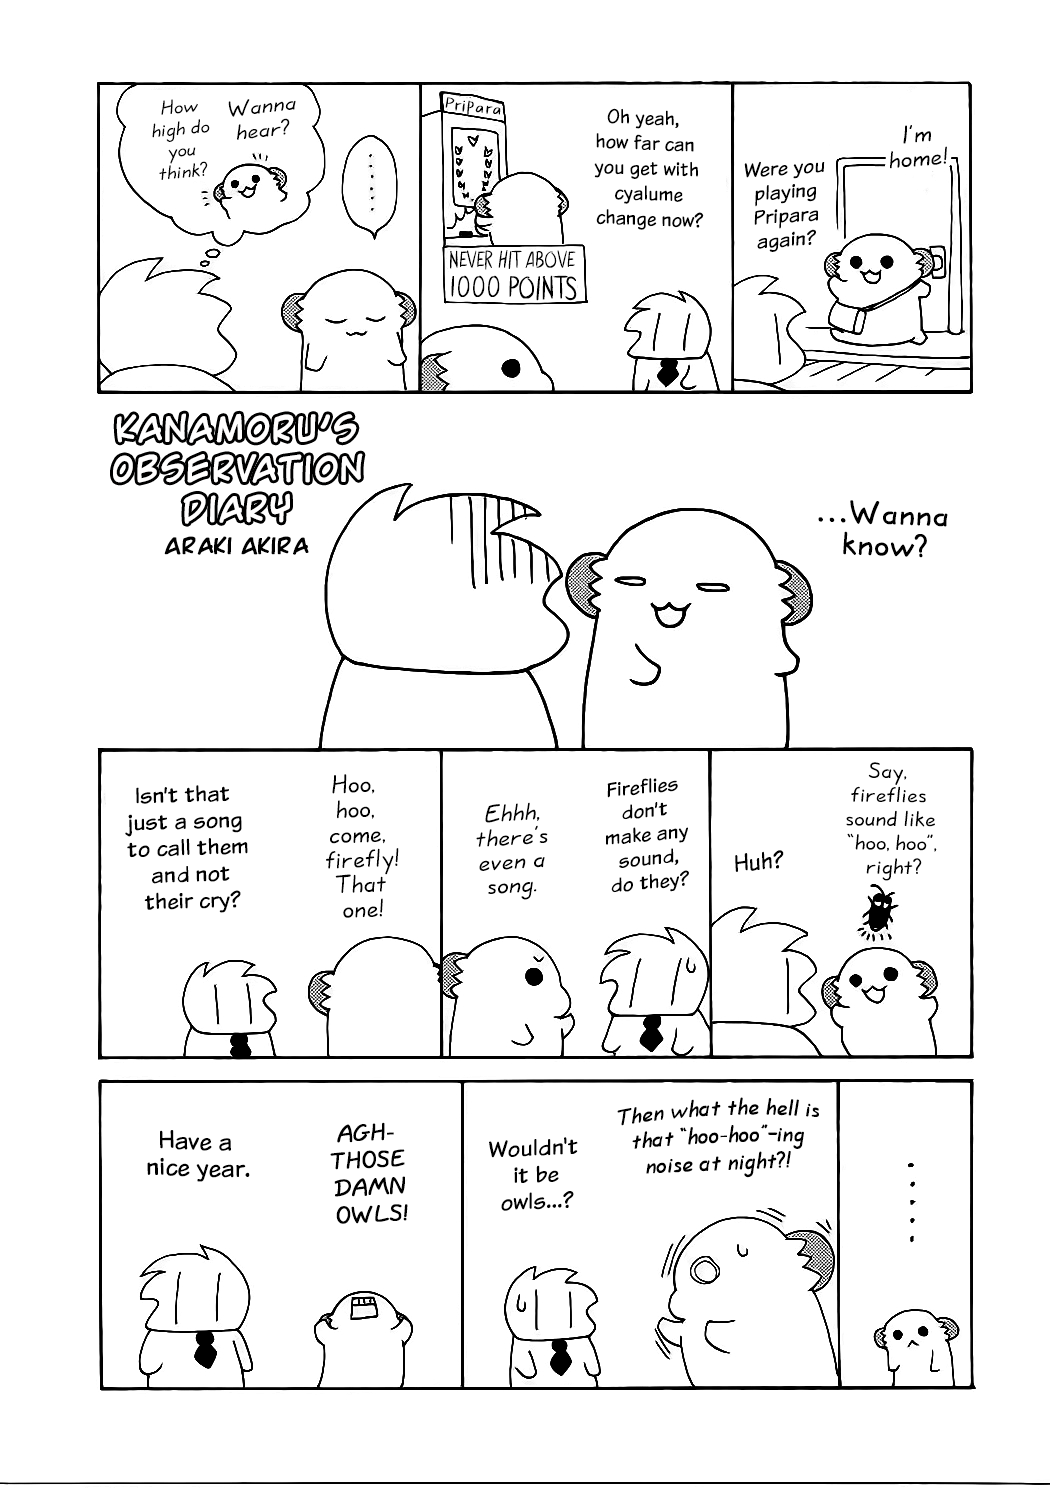 I'm
home!
Were you
playing
Pripara
again?
Oh yeah,
how far can
you get with
cyalume
change now?
PriPara
NEVER HIT ABOVE
1000 POINTS
......
Wanna
hear?
How
high do
you
think?
KANAMORU'S
OBSERVATION
DIARY
ARAKI AKIRA
...Wanna
know?
Say,
fireflies
sound like
"hoo, hoo",
right?
Huh?
Fireflies
don't
make any
sound,
do they?
Ehhh,
there's
even a
song.
Hoo,
hoo,
come,
firefly!
That
one!
Isn't that
just a song
to call them
and not
their cry?
.....
Then what the hell is
that "hoo-hoo"-ing
noise at night?!
Wouldn't
it be
owls...?
AGH-
THOSE
DAMN
OWLS!
Have a
nice year.